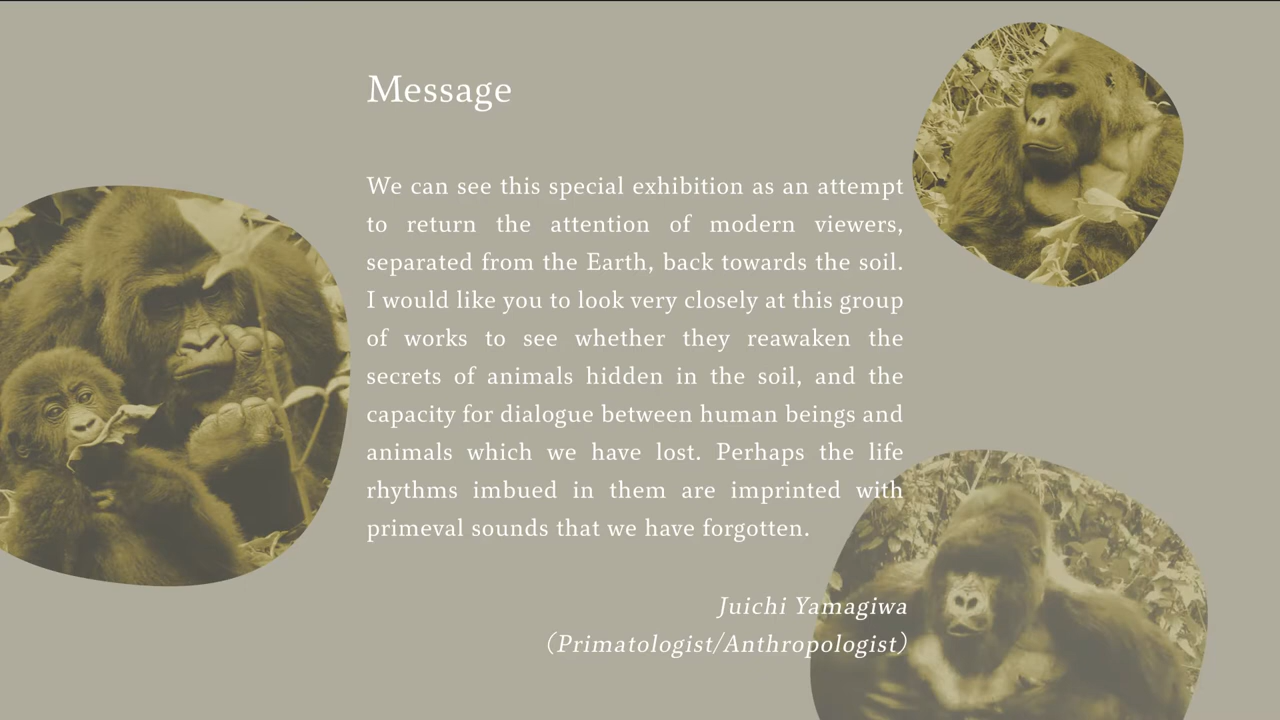 Message
We can see this special exhibition as an attempt
to return the attention of modern viewers,
separated from the Earth, back towards the soil.
I would like you to look very closely at this group
of works to see whether they reawaken the
secrets of animals hidden in the soil, and the
capacity for dialogue between human beings and
animals which we have lost. Perhaps the life
rhythms imbued in them are imprinted with
primeval sounds that we have forgotten.
Juichi Yamagiwa
(Primatologist/Anthropologist)